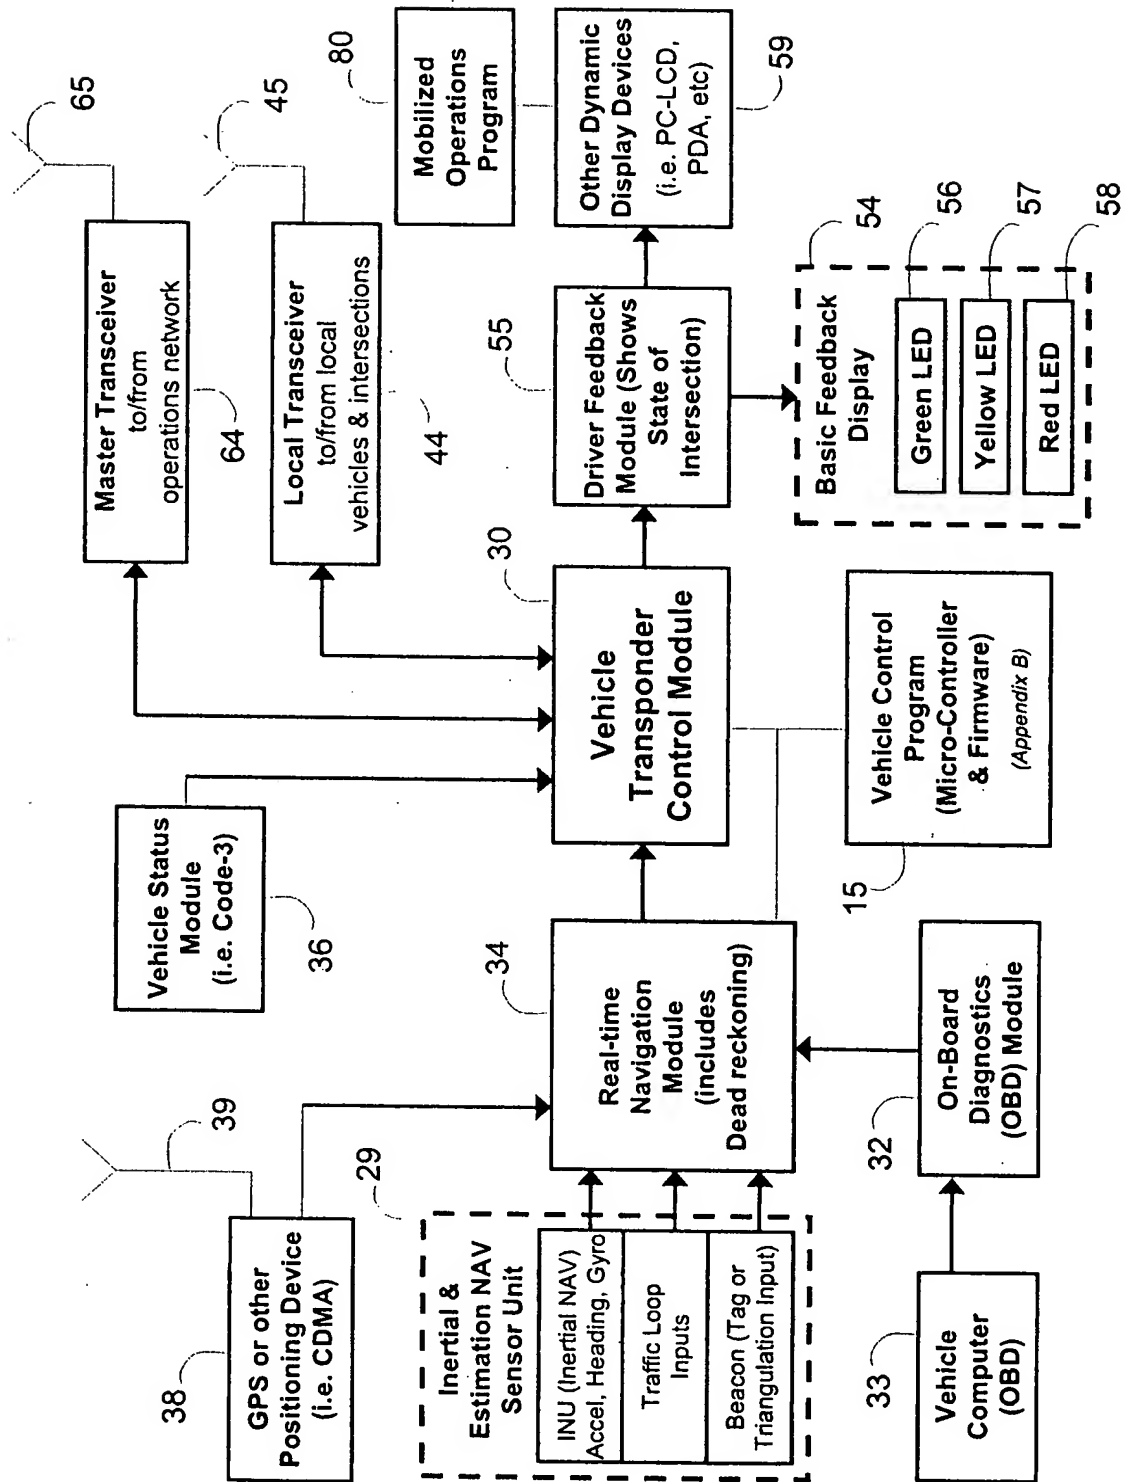 65
Master Transceiver
to/from
operations network
64
45
Local Transceiver
to/from local
vehicles & intersections
44
80
Mobilized
Operations
Program
Other Dynamic
Display Devices
(i.e. PC-LCD,
PDA, etc)
59
Vehicle Status
Module
(i.e. Code-3)
36
39
GPS or other
Positioning Device
(i.e. CDMA)
38
29
Inertial &
Estimation NAV
Sensor Unit
INU (Inertial NAV)
Accel, Heading, Gyro
Traffic Loop
Inputs
Beacon (Tag or
Triangulation Input)
34
Real-time
Navigation
Module
(includes
Dead reckoning)
30
Vehicle
Transponder
Control Module
55
Driver Feedback
Module (Shows
State of
Intersection)
54
Basic Feedback
Display
Green LED
56
Yellow LED
57
Red LED
58
33
Vehicle
Computer
(OBD)
32
On-Board
Diagnostics
(OBD) Module
15
Vehicle Control
Program
(Micro-Controller
& Firmware)
(Appendix B)